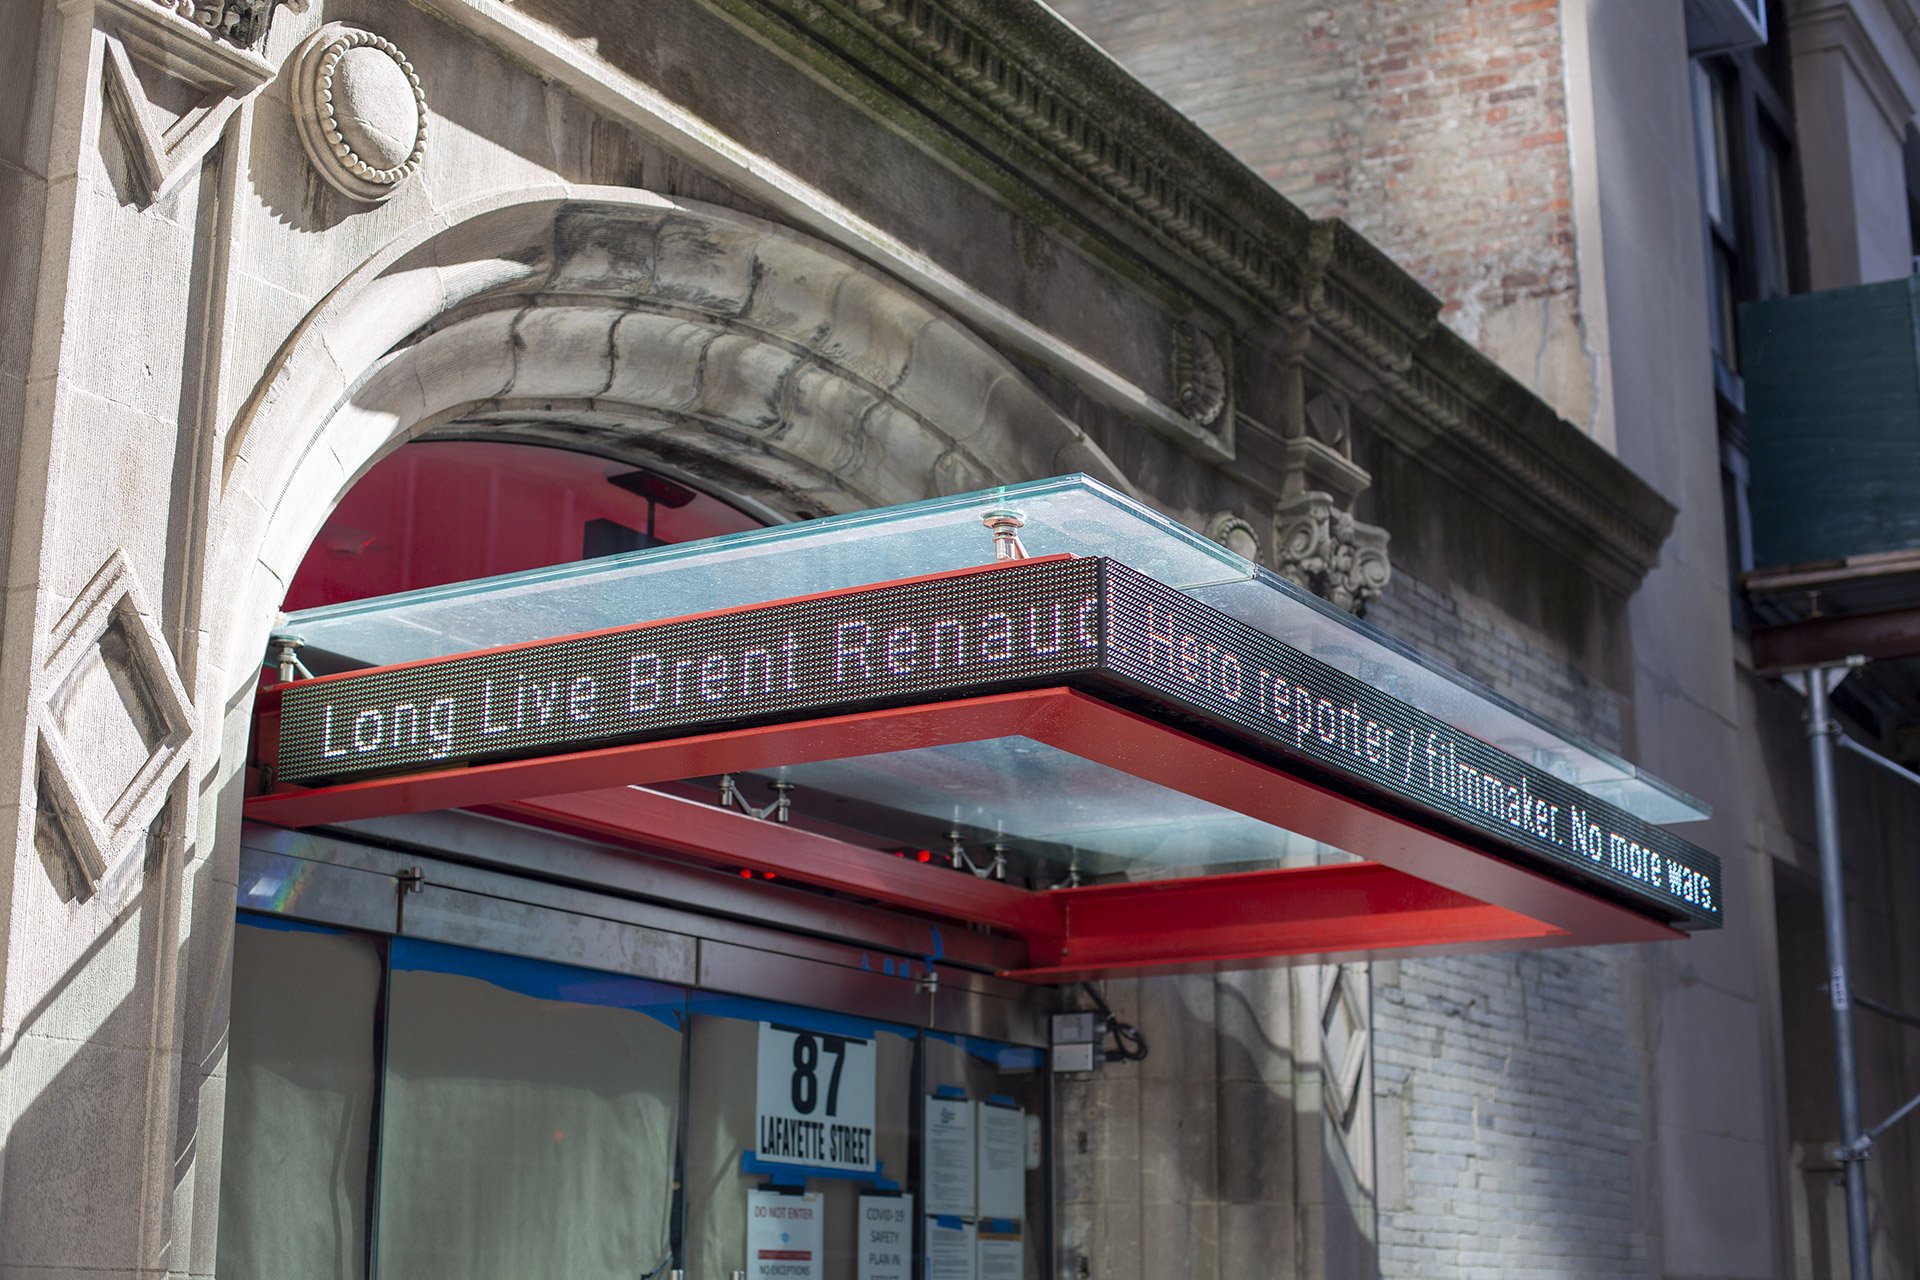 Long Live Brent Renaud Hero reporter / filmmaker. No more wars.
87
LAFAYETTE STREET
DO NOT ENTER
NO EXCEPTIONS
COVID-19
SAFETY
PLAN IN